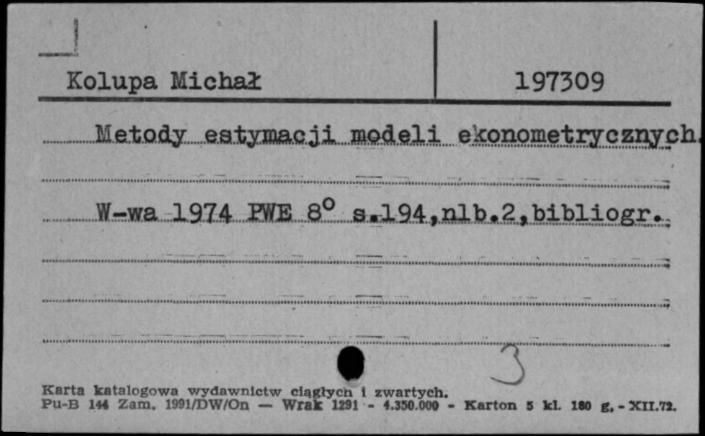 Kolupa Michał 197309
Metody estymacji modeli ekonometrycznych.
W-wa 1974 PWE 8° s.194,nlb.2,bibliogr.
3
Karta katalogowa wydawnictw ciągłych i zwartych.
Pu-B 144 Zam. 1991/DW/On — Wrak 1291 - 4.350.000 - Karton 5 kl. 180 g. - XII.72.